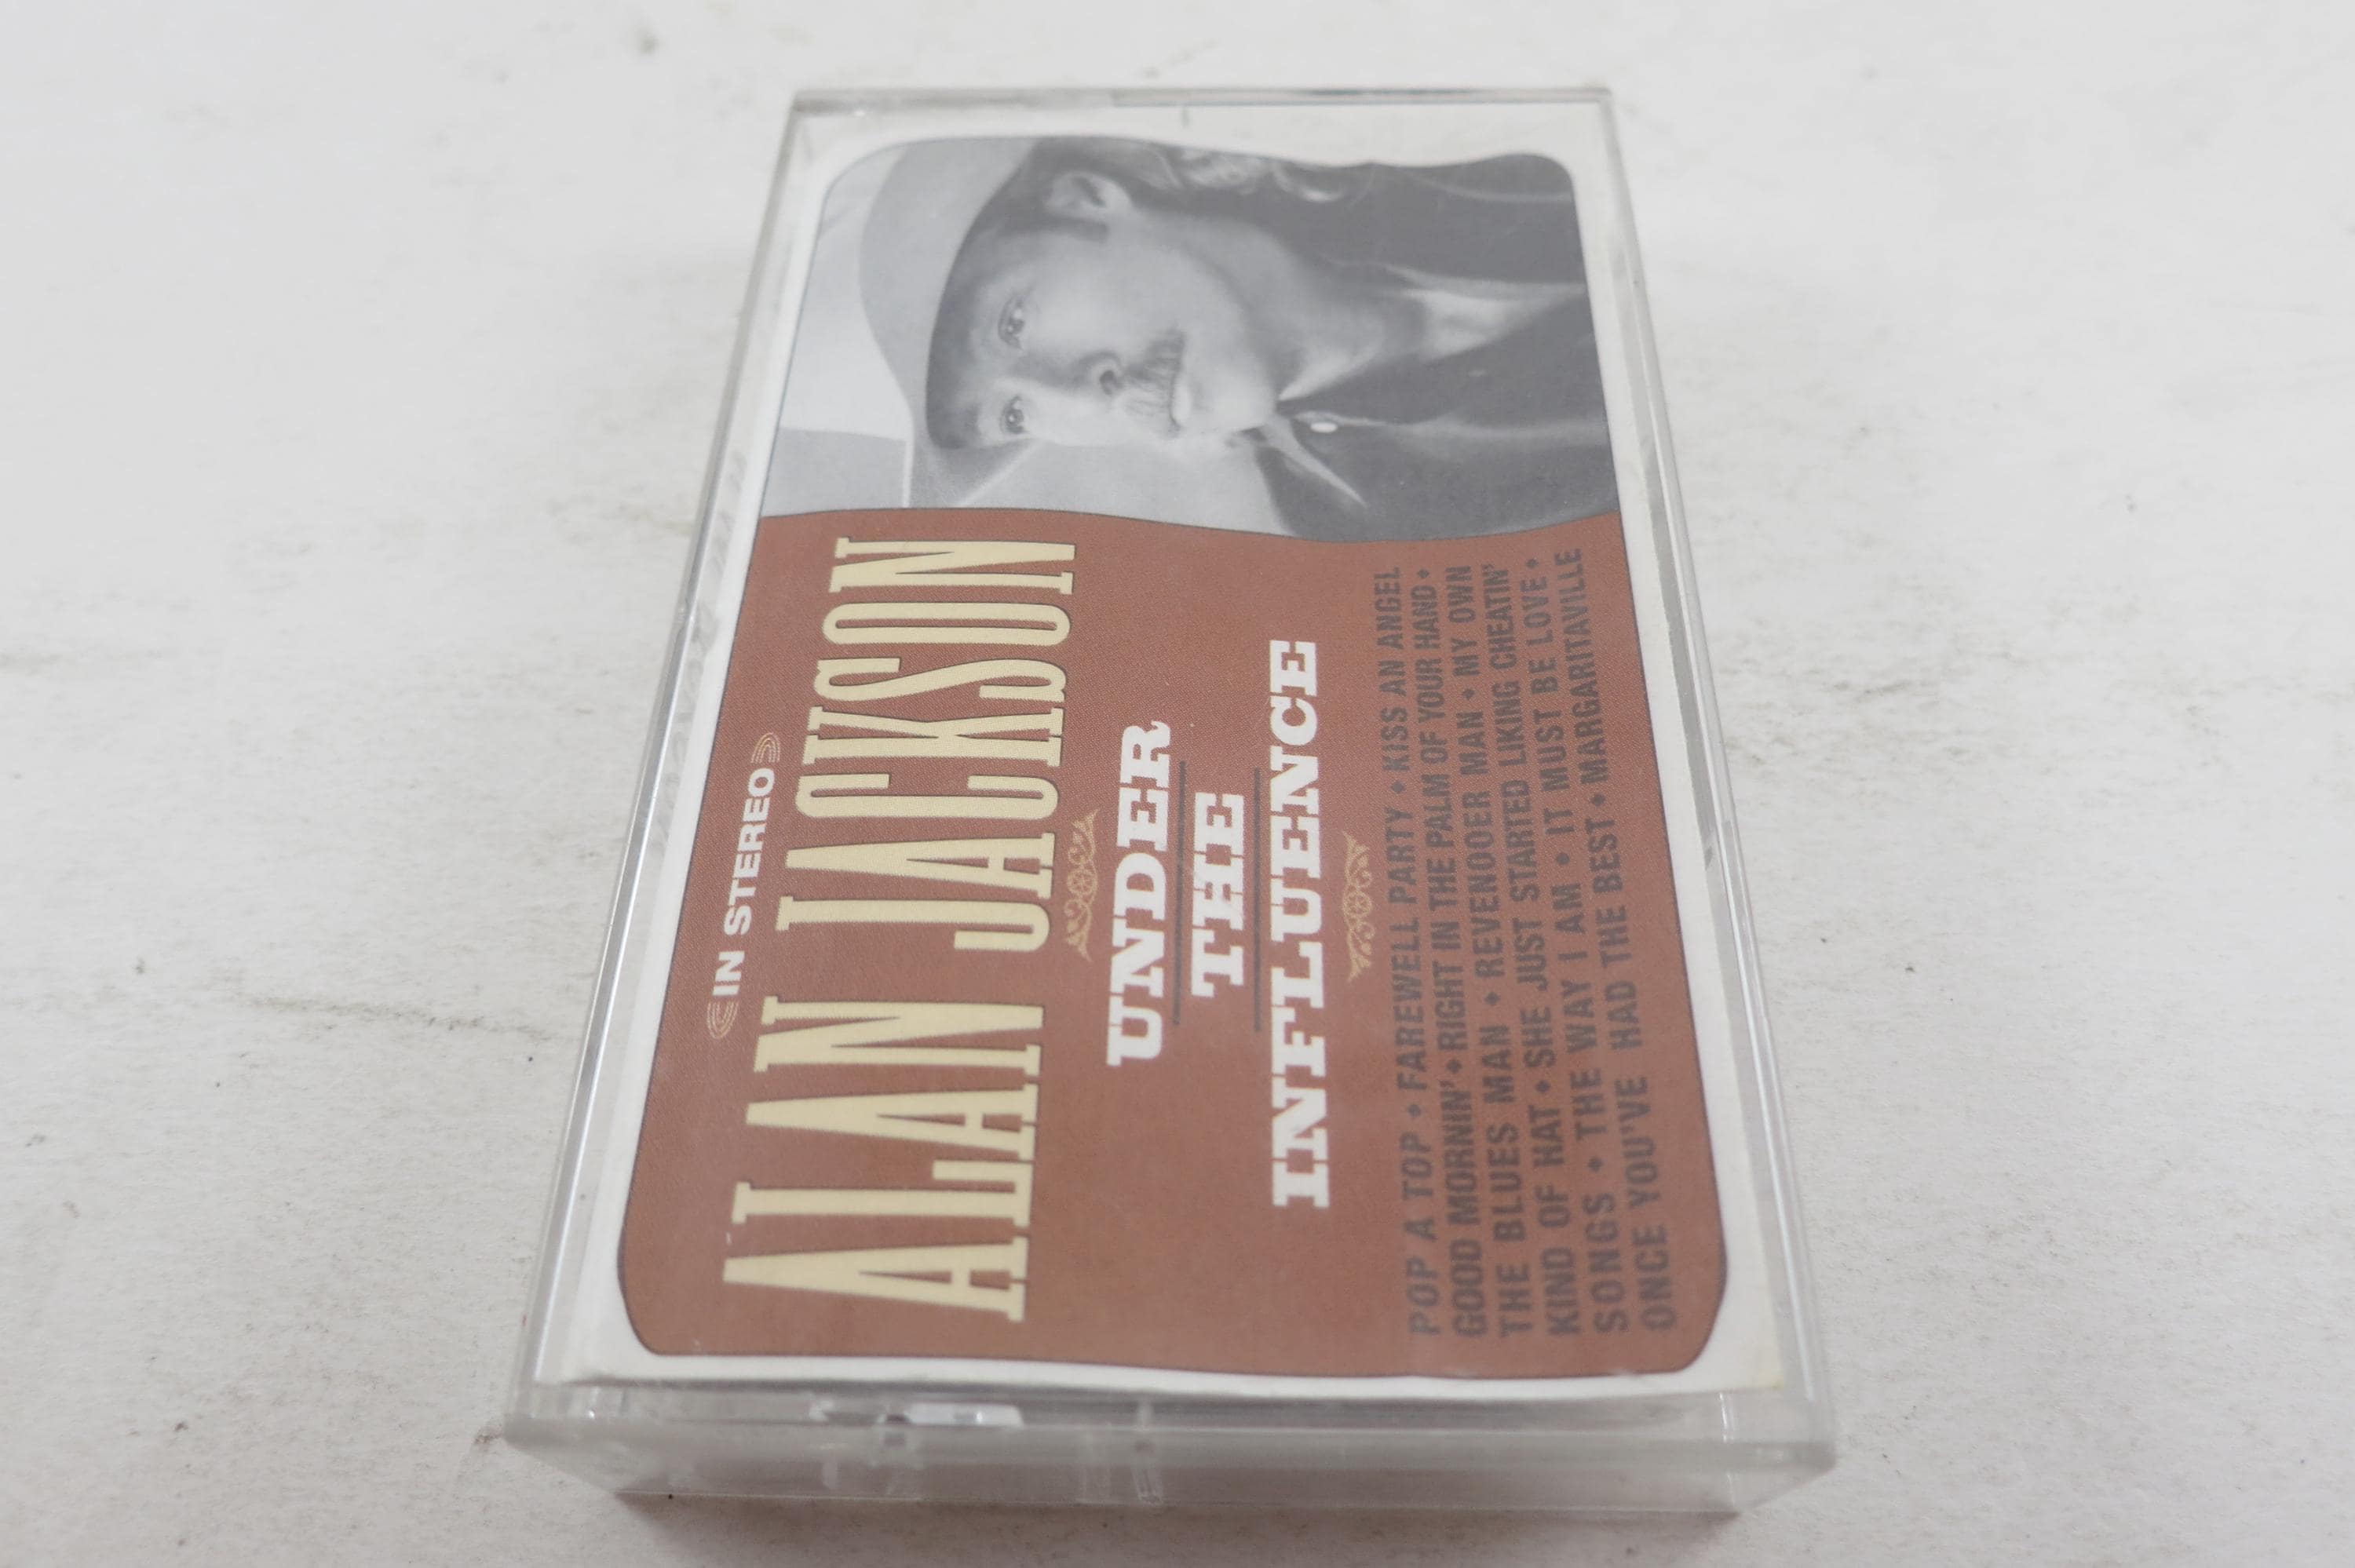 IN STEREO
ALAN JACKSON
UNDER
THE
INFLUENCE
POP A TOP • FAREWELL PARTY • KISS AN ANGEL
GOOD MORNIN' • RIGHT IN THE PALM OF YOUR HAND •
THE BLUES MAN • REVENOOER MAN • MY OWN
KIND OF HAT • SHE JUST STARTED LIKING CHEATIN'
SONGS • THE WAY I AM • IT MUST BE LOVE •
ONCE YOU'VE HAD THE BEST • MARGARITAVILLE